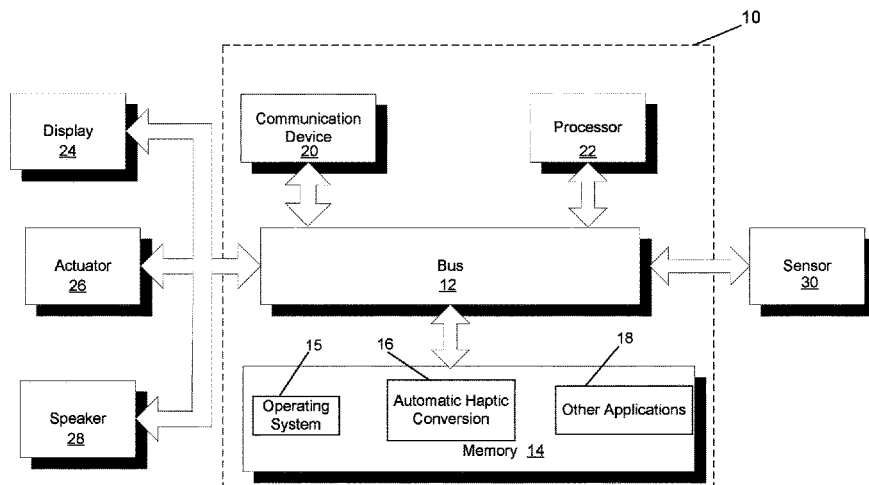 10
Display
24
Communication
Device
20
Processor
22
Actuator
26
Bus
12
Sensor
30
15
16
18
Speaker
28
Operating
System
Automatic Haptic
Conversion
Other Applications
Memory 14